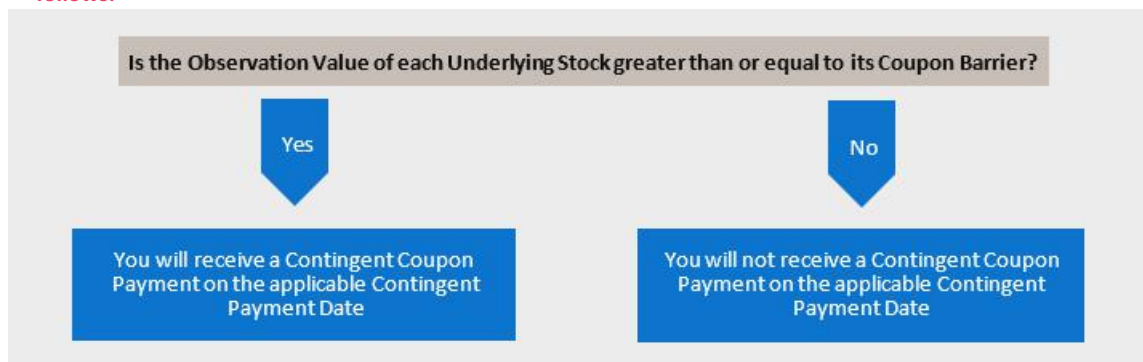 Is the Observation Value of each Underlying Stock greater than or equal to its Coupon Barrier?
Yes
No
You will receive a Contingent Coupon
Payment on the applicable Contingent
Payment Date
You will not receive a Contingent Coupon
Payment on the applicable Contingent
Payment Date